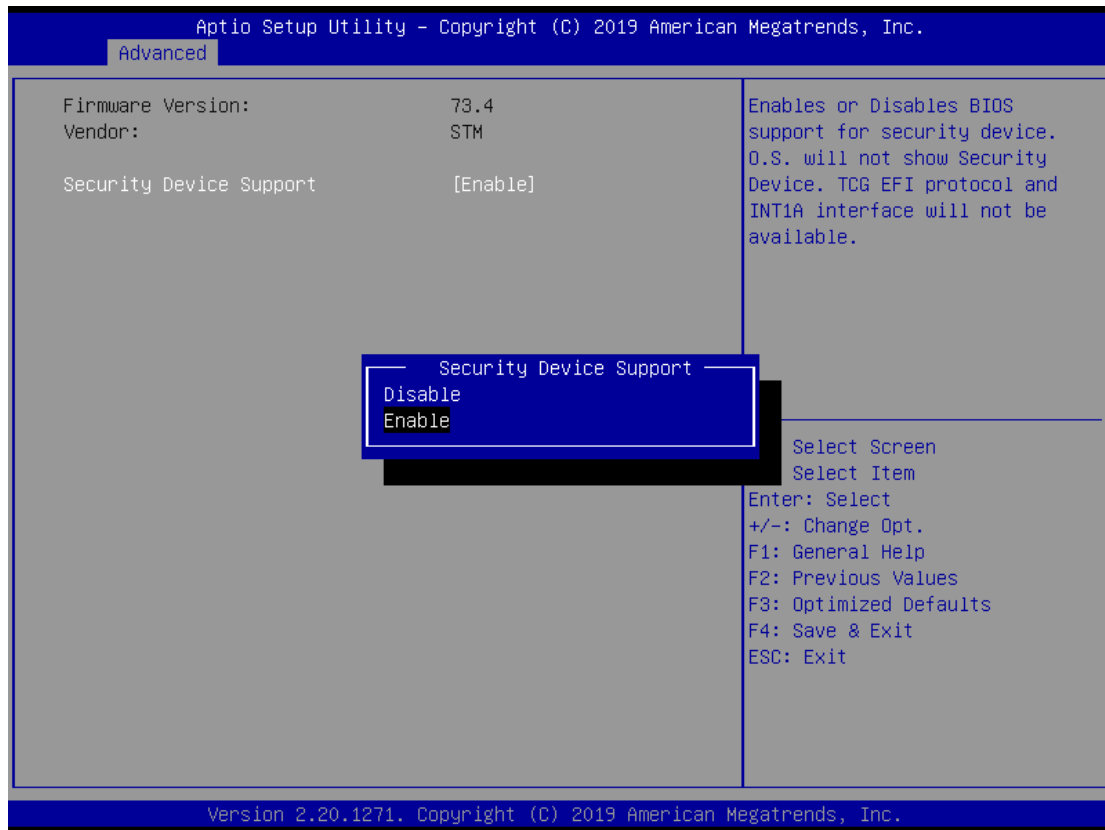 Aptio Setup Utility – Copyright (C) 2019 American Megatrends, Inc.
Advanced
Firmware Version: 73.4
Vendor: STM
Security Device Support [Enable]
Enables or Disables BIOS
support for security device.
O.S. will not show Security
Device. TCG EFI protocol and
INT1A interface will not be
available.
Security Device Support
Disable
Enable
Select Screen
Select Item
Enter: Select
+/-: Change Opt.
F1: General Help
F2: Previous Values
F3: Optimized Defaults
F4: Save & Exit
ESC: Exit
Version 2.20.1271. Copyright (C) 2019 American Megatrends, Inc.